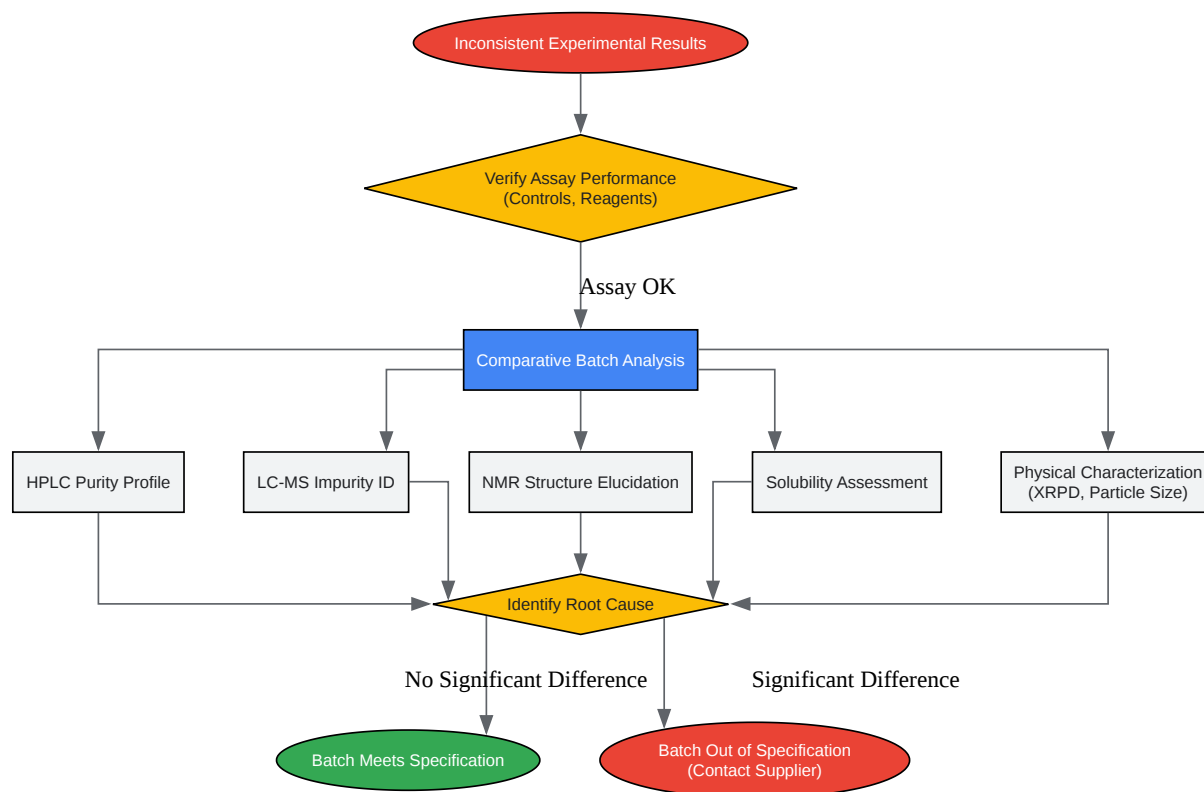 Inconsistent Experimental Results
Verify Assay Performance
(Controls, Reagents)
Assay OK
Comparative Batch Analysis
HPLC Purity Profile
LC-MS Impurity ID
NMR Structure Elucidation
Solubility Assessment
Physical Characterization
(XRPD, Particle Size)
Identify Root Cause
No Significant Difference
Significant Difference
Batch Meets Specification
Batch Out of Specification
(Contact Supplier)